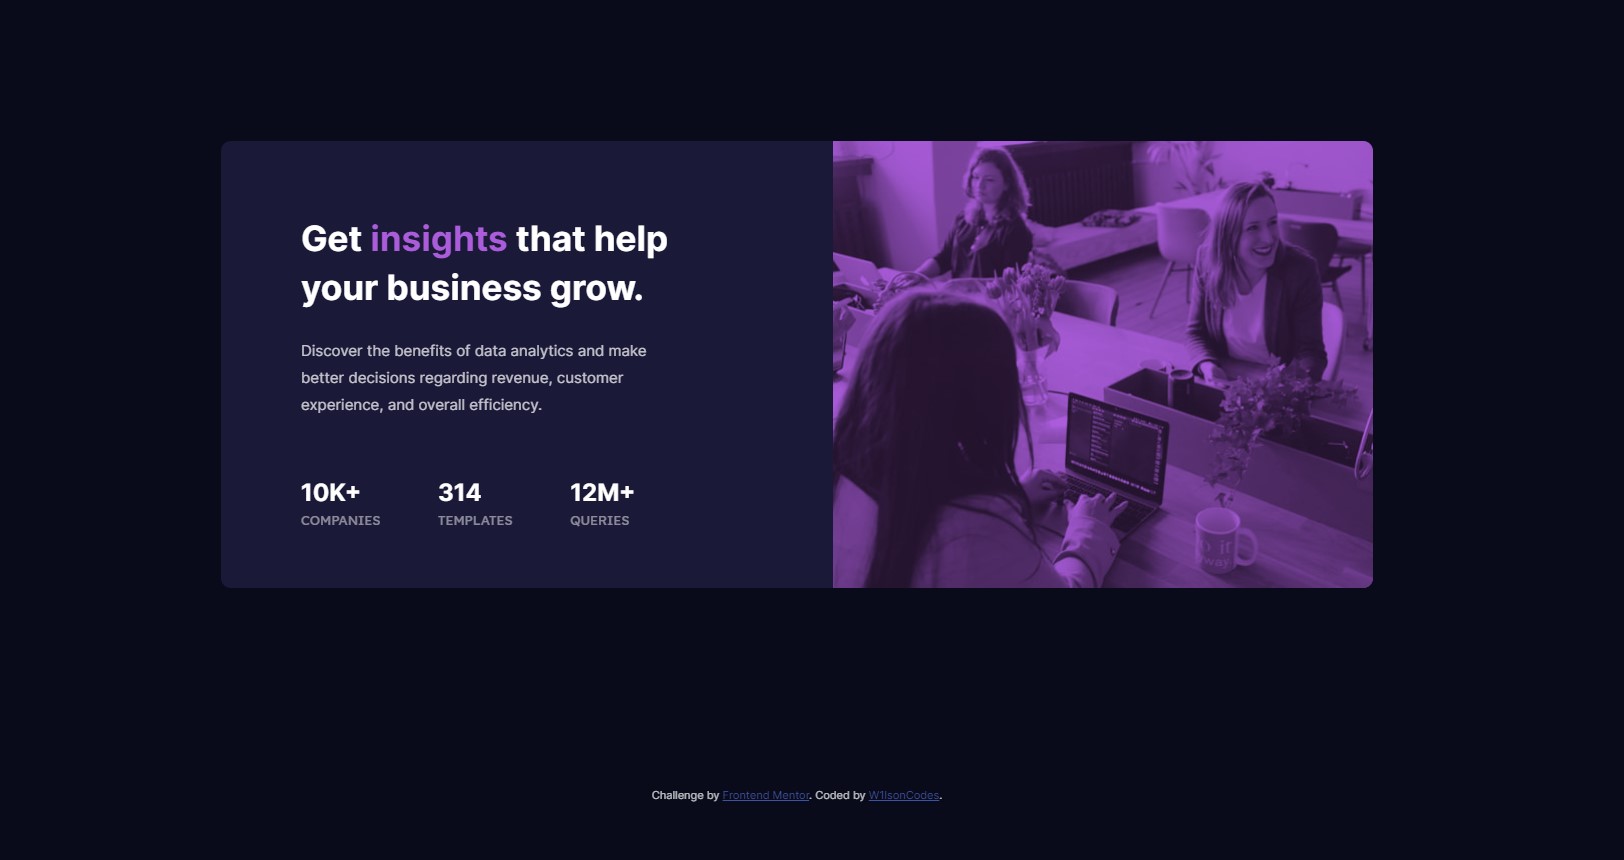 Get insights that help
your business grow.
Discover the benefits of data analytics and make
better decisions regarding revenue, customer
experience, and overall efficiency.
10K+
COMPANIES
314
TEMPLATES
12M+
QUERIES
Challenge by Frontend Mentor. Coded by W1lsonCodes.